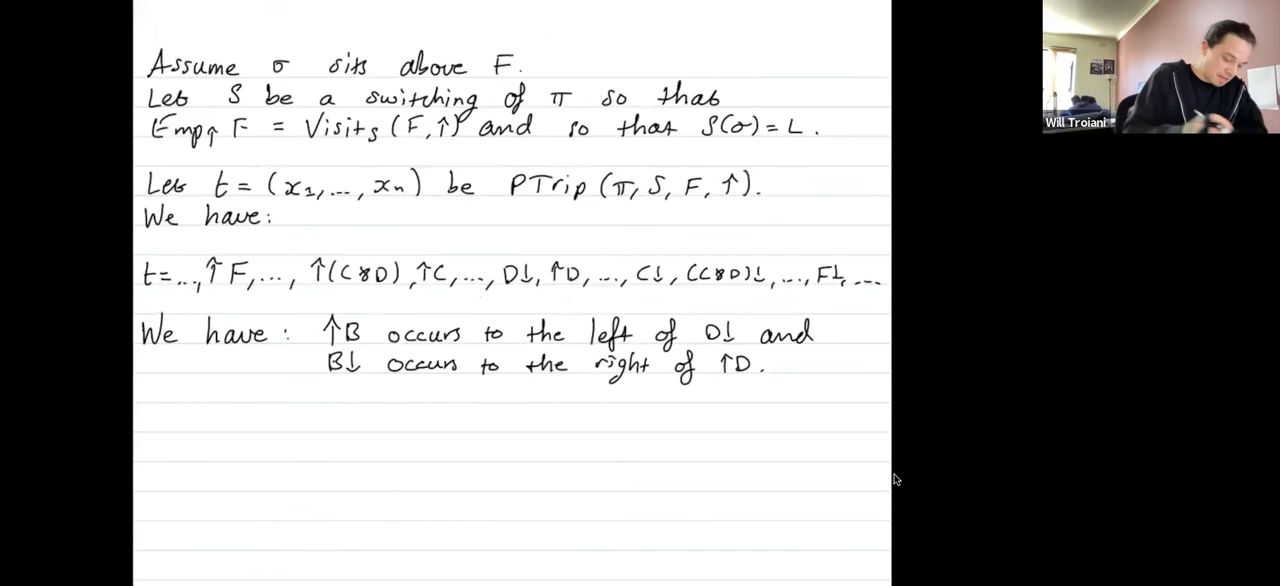 Assume σ sits above F.
Let S be a switching of π so that
Emp↑ F = Visits (F, ↑) and so that S(σ) = L.
Let t = (x1, ..., xn) be PTrip (π, S, F, ↑).
We have:
t = ..., ↑F, ..., ↑(C⅋D), ↑C, ..., D↓, ↑D, ..., C↓, (C⅋D)↓, ..., F↓, ...
We have: ↑B occurs to the left of D↓ and
B↓ occurs to the right of ↑D.
Will Troiani